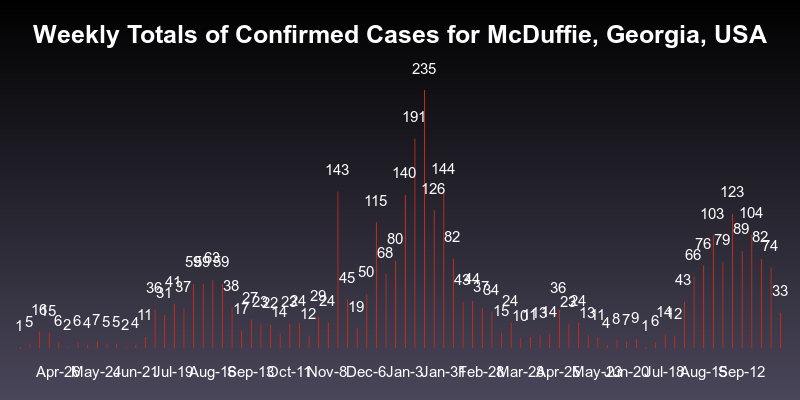 Weekly Totals of Confirmed Cases for McDuffie, Georgia, USA
235
191
143 140 144
126 123
115
103 104
80 82 89 82
68 66 76 79 74
59 59 63 59
50
45 43 44 43
36 31 41 37 38 37 34 36 33
27 23 22 23 24 29 24 24 23 24
16 15 17 14 19 15 14 13 14
11 12 10 11 13 11 12
1 5 6 2 6 4 7 5 5 2 4 4 8 7 9 1 6
Apr-26 May-24 Jun-21 Jul-19 Aug-16 Sep-13 Oct-11 Nov-8 Dec-6 Jan-3 Jan-31 Feb-28 Mar-28 Apr-25 May-23 Jun-20 Jul-18 Aug-15 Sep-12